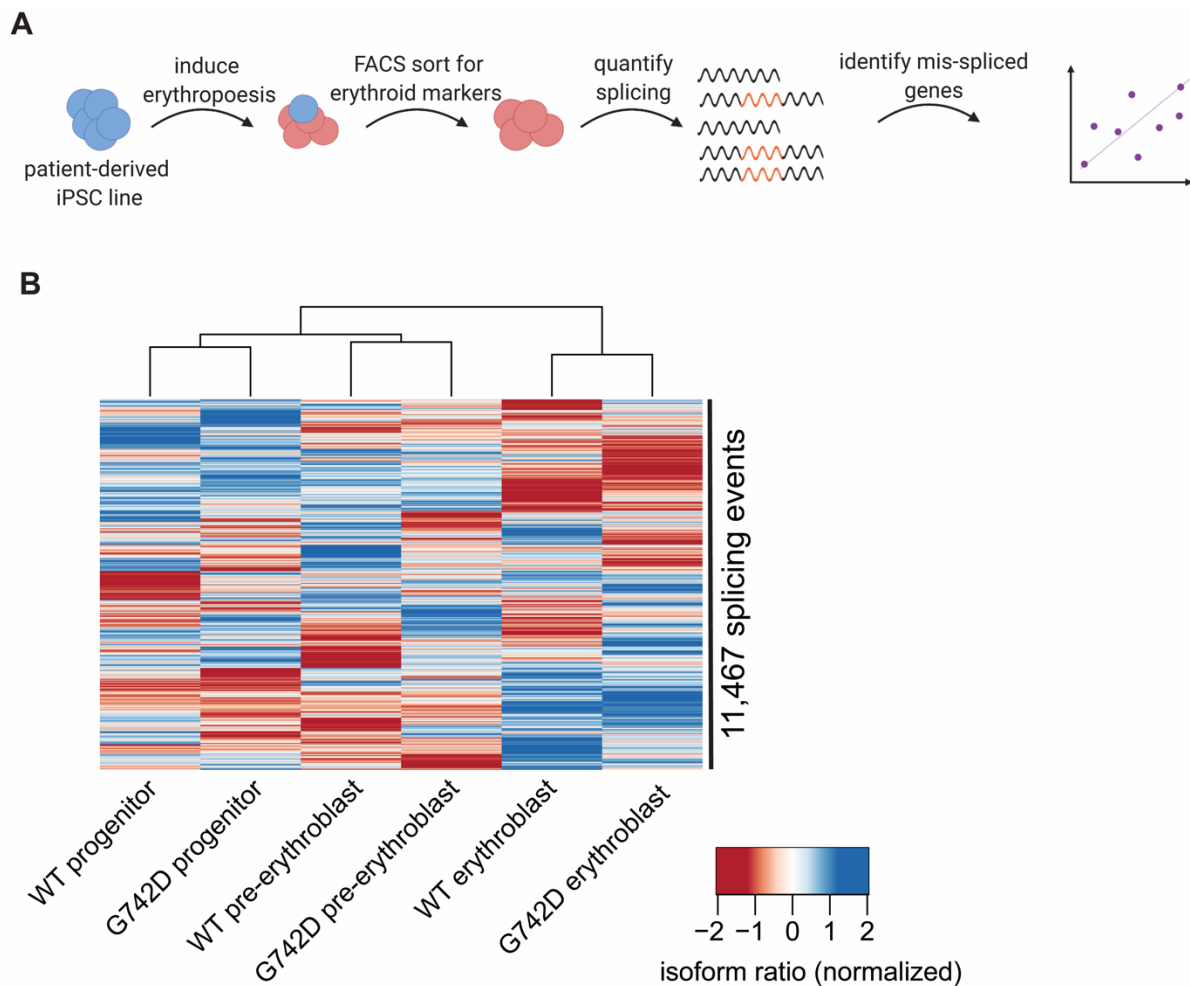 A
induce
erythropoesis
FACS sort for
erythroid markers
quantify
splicing
identify mis-spliced
genes
patient-derived
iPSC line
B
11,467 splicing events
WT progenitor
G742D progenitor
WT pre-erythroblast
G742D pre-erythroblast
WT erythroblast
G742D erythroblast
−2 −1 0 1 2
isoform ratio (normalized)